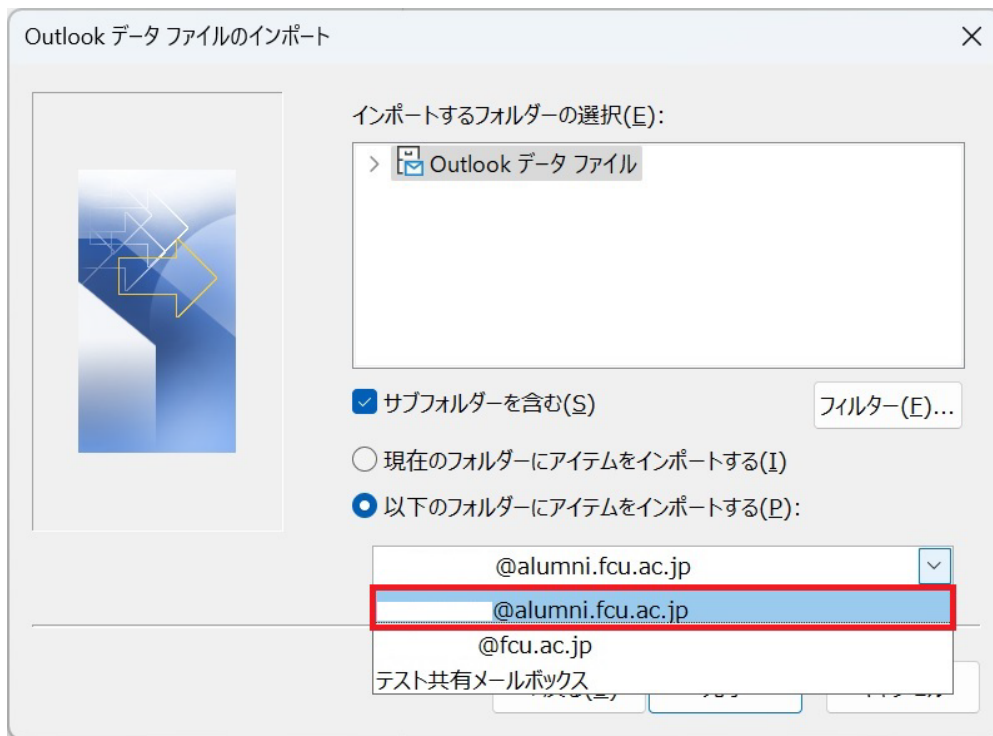 Outlook データ ファイルのインポート
インポートするフォルダーの選択(E):
Outlook データ ファイル
サブフォルダーを含む(S)
フィルター(F)...
現在のフォルダーにアイテムをインポートする(I)
以下のフォルダーにアイテムをインポートする(P):
@alumni.fcu.ac.jp
@alumni.fcu.ac.jp
@fcu.ac.jp
テスト共有メールボックス